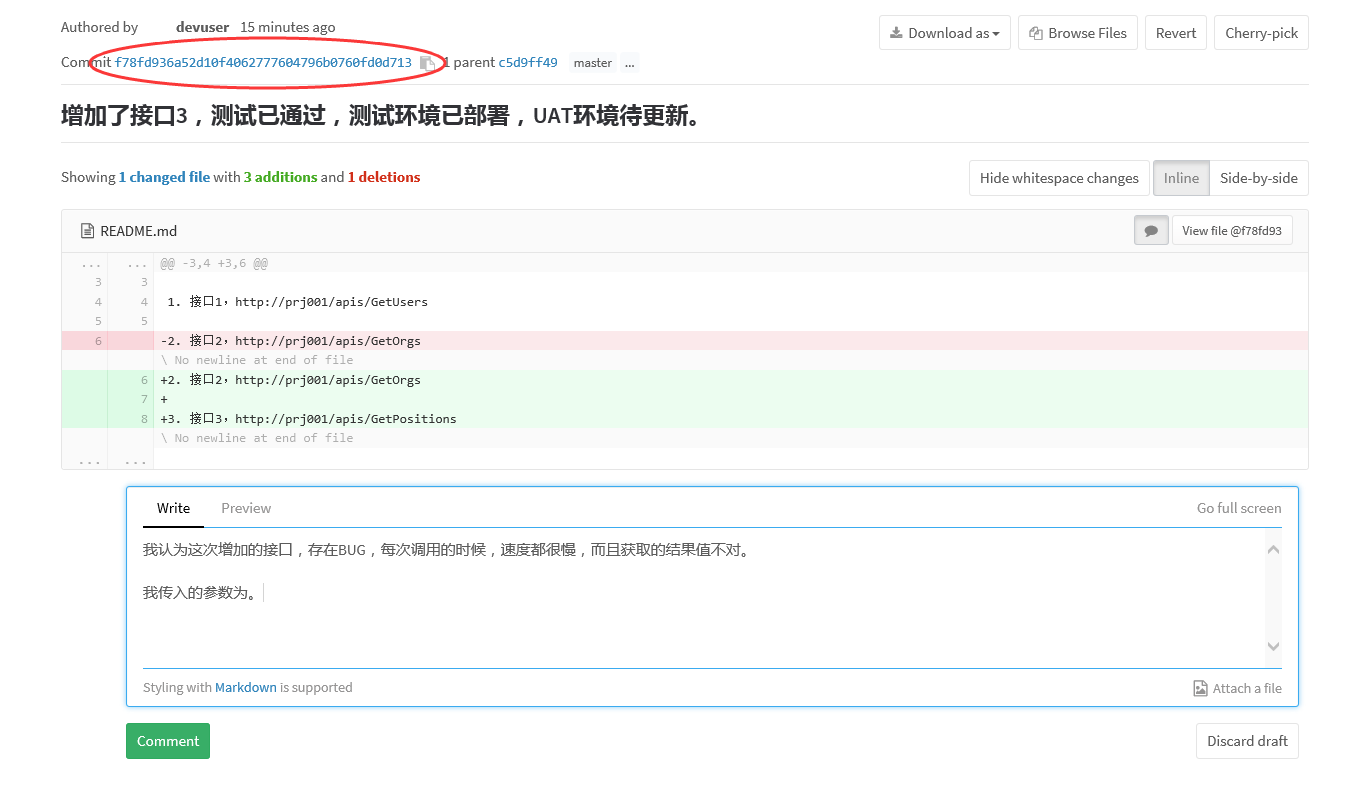 Authored by devuser 15 minutes ago
Download as Browse Files Revert Cherry-pick
Commit f78fd936a52d10f4062777604796b0760fd0d713 1 parent c5d9ff49 master ...
增加了接口3，测试已通过，测试环境已部署，UAT环境待更新。
Showing 1 changed file with 3 additions and 1 deletions
Hide whitespace changes Inline Side-by-side
README.md View file @f78fd93
... ... @@ -3,4 +3,6 @@
3 3
4 4 1. 接口1，http://prj001/apis/GetUsers
5 5
6 -2. 接口2，http://prj001/apis/GetOrgs
\ No newline at end of file
6 +2. 接口2，http://prj001/apis/GetOrgs
7 +
8 +3. 接口3，http://prj001/apis/GetPositions
\ No newline at end of file
... ...
Write Preview Go full screen
我认为这次增加的接口，存在BUG，每次调用的时候，速度都很慢，而且获取的结果值不对。
我传入的参数为。
Styling with Markdown is supported Attach a file
Comment Discard draft